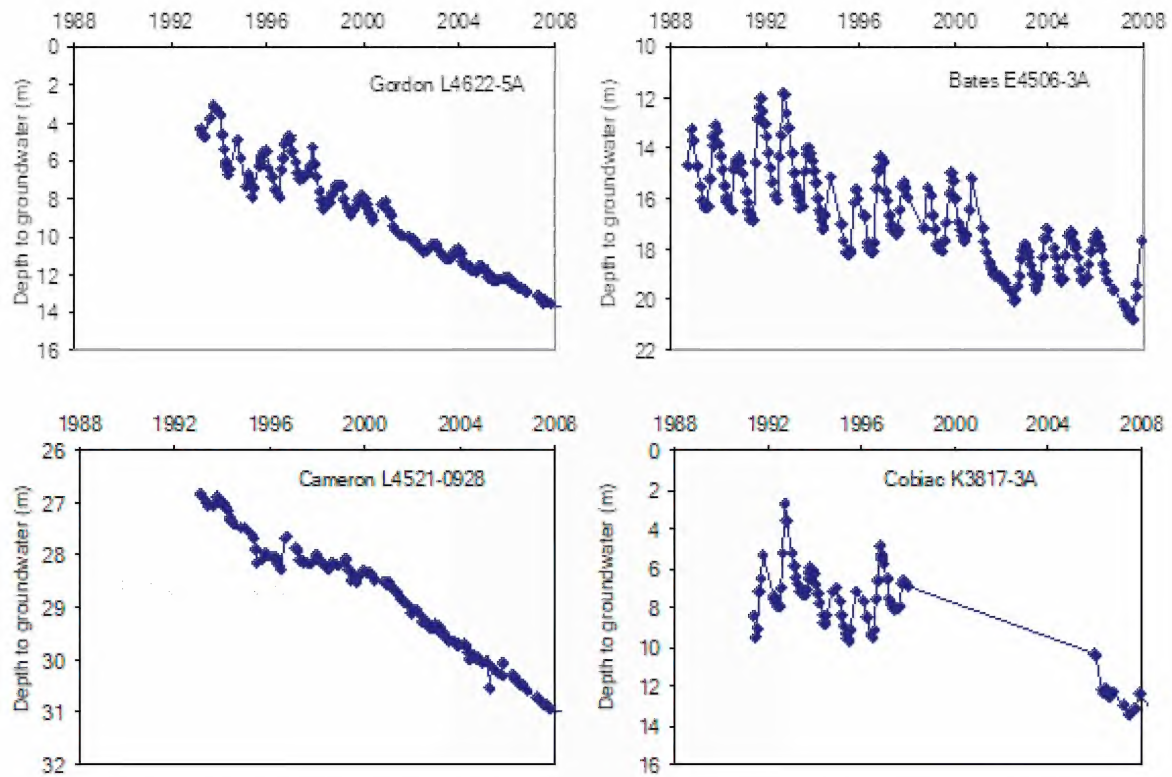 1988 1992 1996 2000 2004 2008
0
2
4
6
8
10
12
14
16
Depth to groundwater (m)
Gordon L4622-5A
1988 1992 1996 2000 2004 2008
10
12
14
16
18
20
22
Depth to groundwater (m)
Bates E4506-3A
1988 1992 1996 2000 2004 2008
26
27
28
29
30
31
32
Depth to groundwater (m)
Cameron L4521-0928
1988 1992 1996 2000 2004 2008
0
2
4
6
8
10
12
14
16
Depth to groundwater (m)
Cobiac K3817-3A